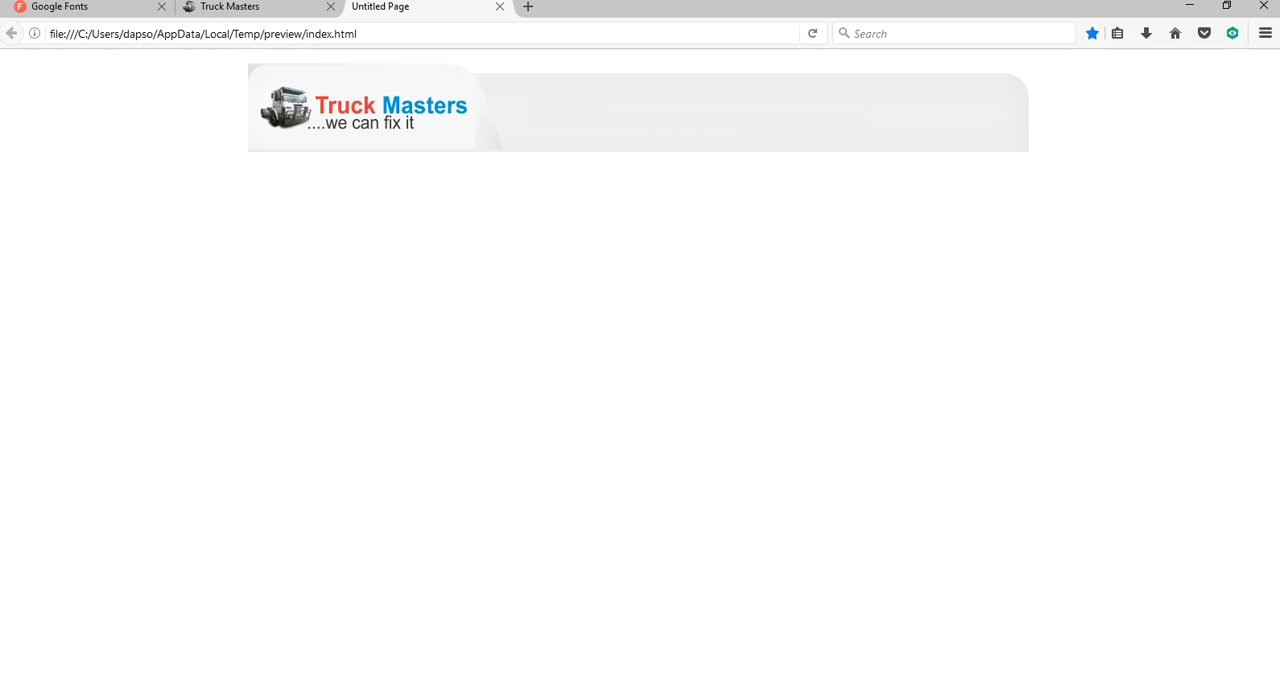 Google Fonts
Truck Masters
Untitled Page
file:///C:/Users/dapso/AppData/Local/Temp/preview/index.html
Search
Truck Masters
....we can fix it